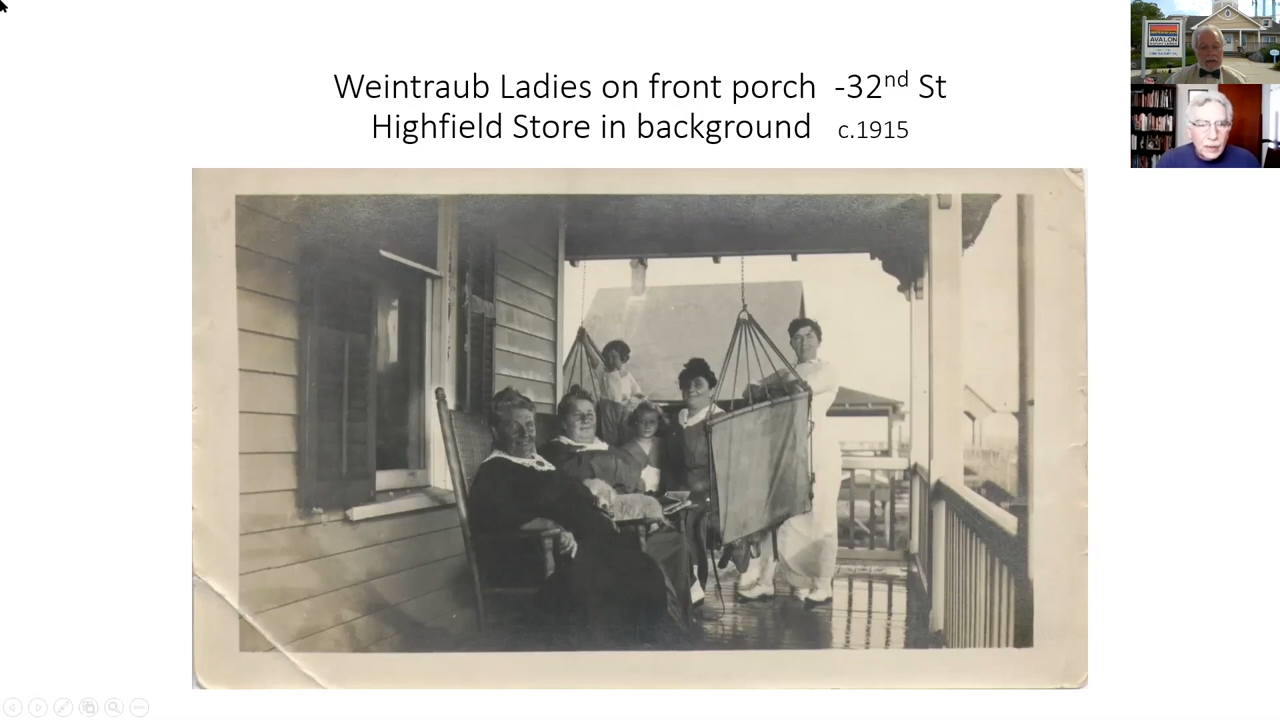 Weintraub Ladies on front porch -32nd St
Highfield Store in background c.1915
AVALON